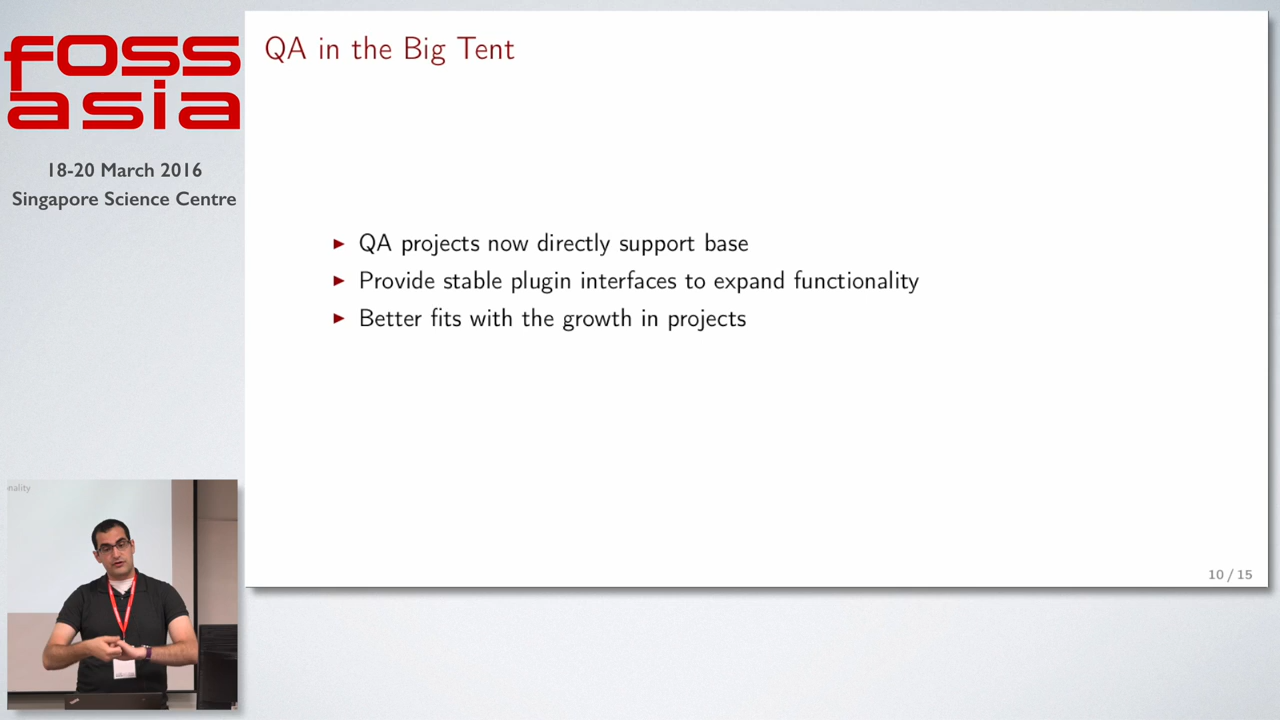 foss
asia
18-20 March 2016
Singapore Science Centre
QA in the Big Tent
▶ QA projects now directly support base
▶ Provide stable plugin interfaces to expand functionality
▶ Better fits with the growth in projects
10 / 15
nality